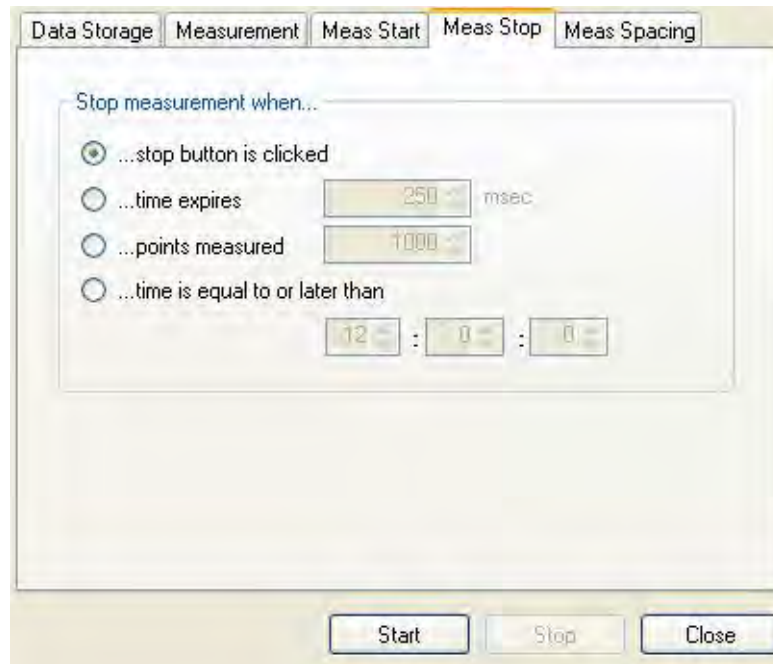 Data Storage Measurement Meas Start Meas Stop Meas Spacing
Stop measurement when...
...stop button is clicked
...time expires 250 msec
...points measured 1000
...time is equal to or later than
12 : 0 : 0
Start Stop Close